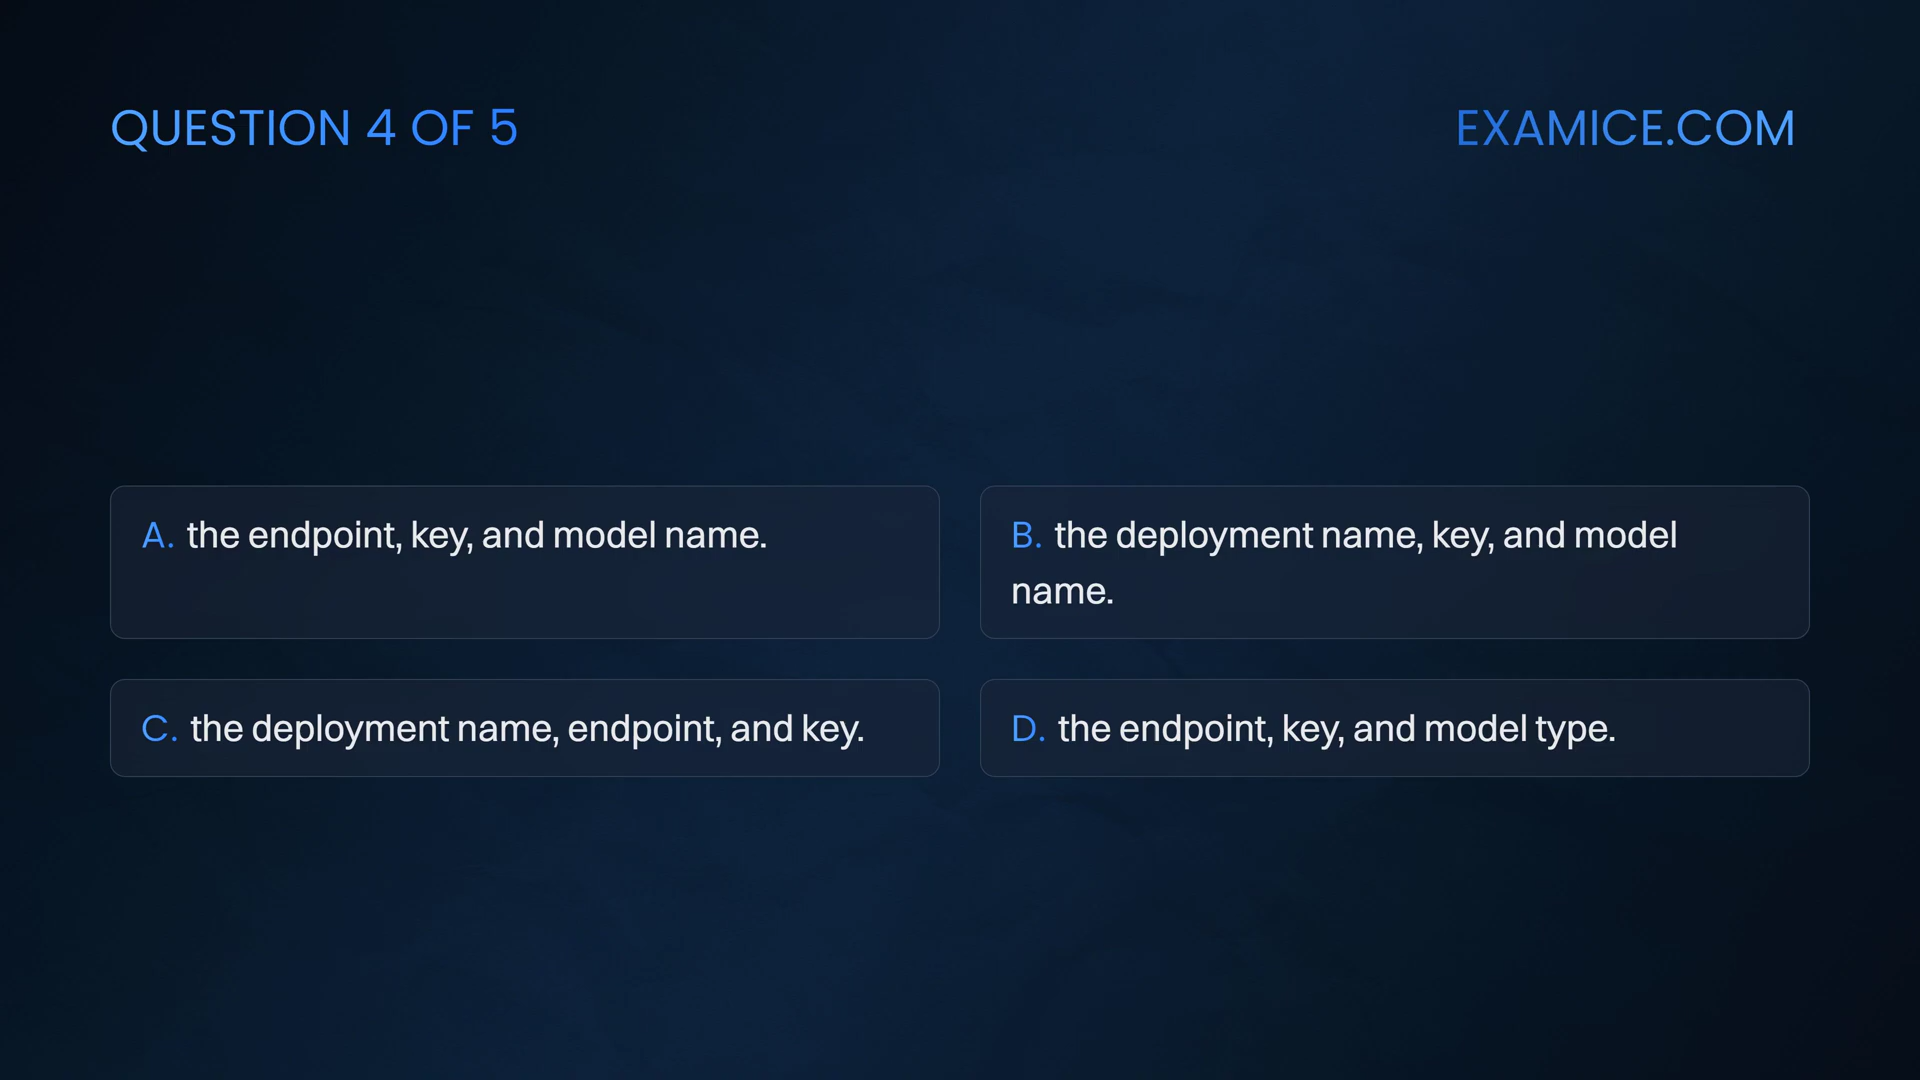 QUESTION 4 OF 5
EXAMICE.COM
A. the endpoint, key, and model name.
B. the deployment name, key, and model
name.
C. the deployment name, endpoint, and key.
D. the endpoint, key, and model type.